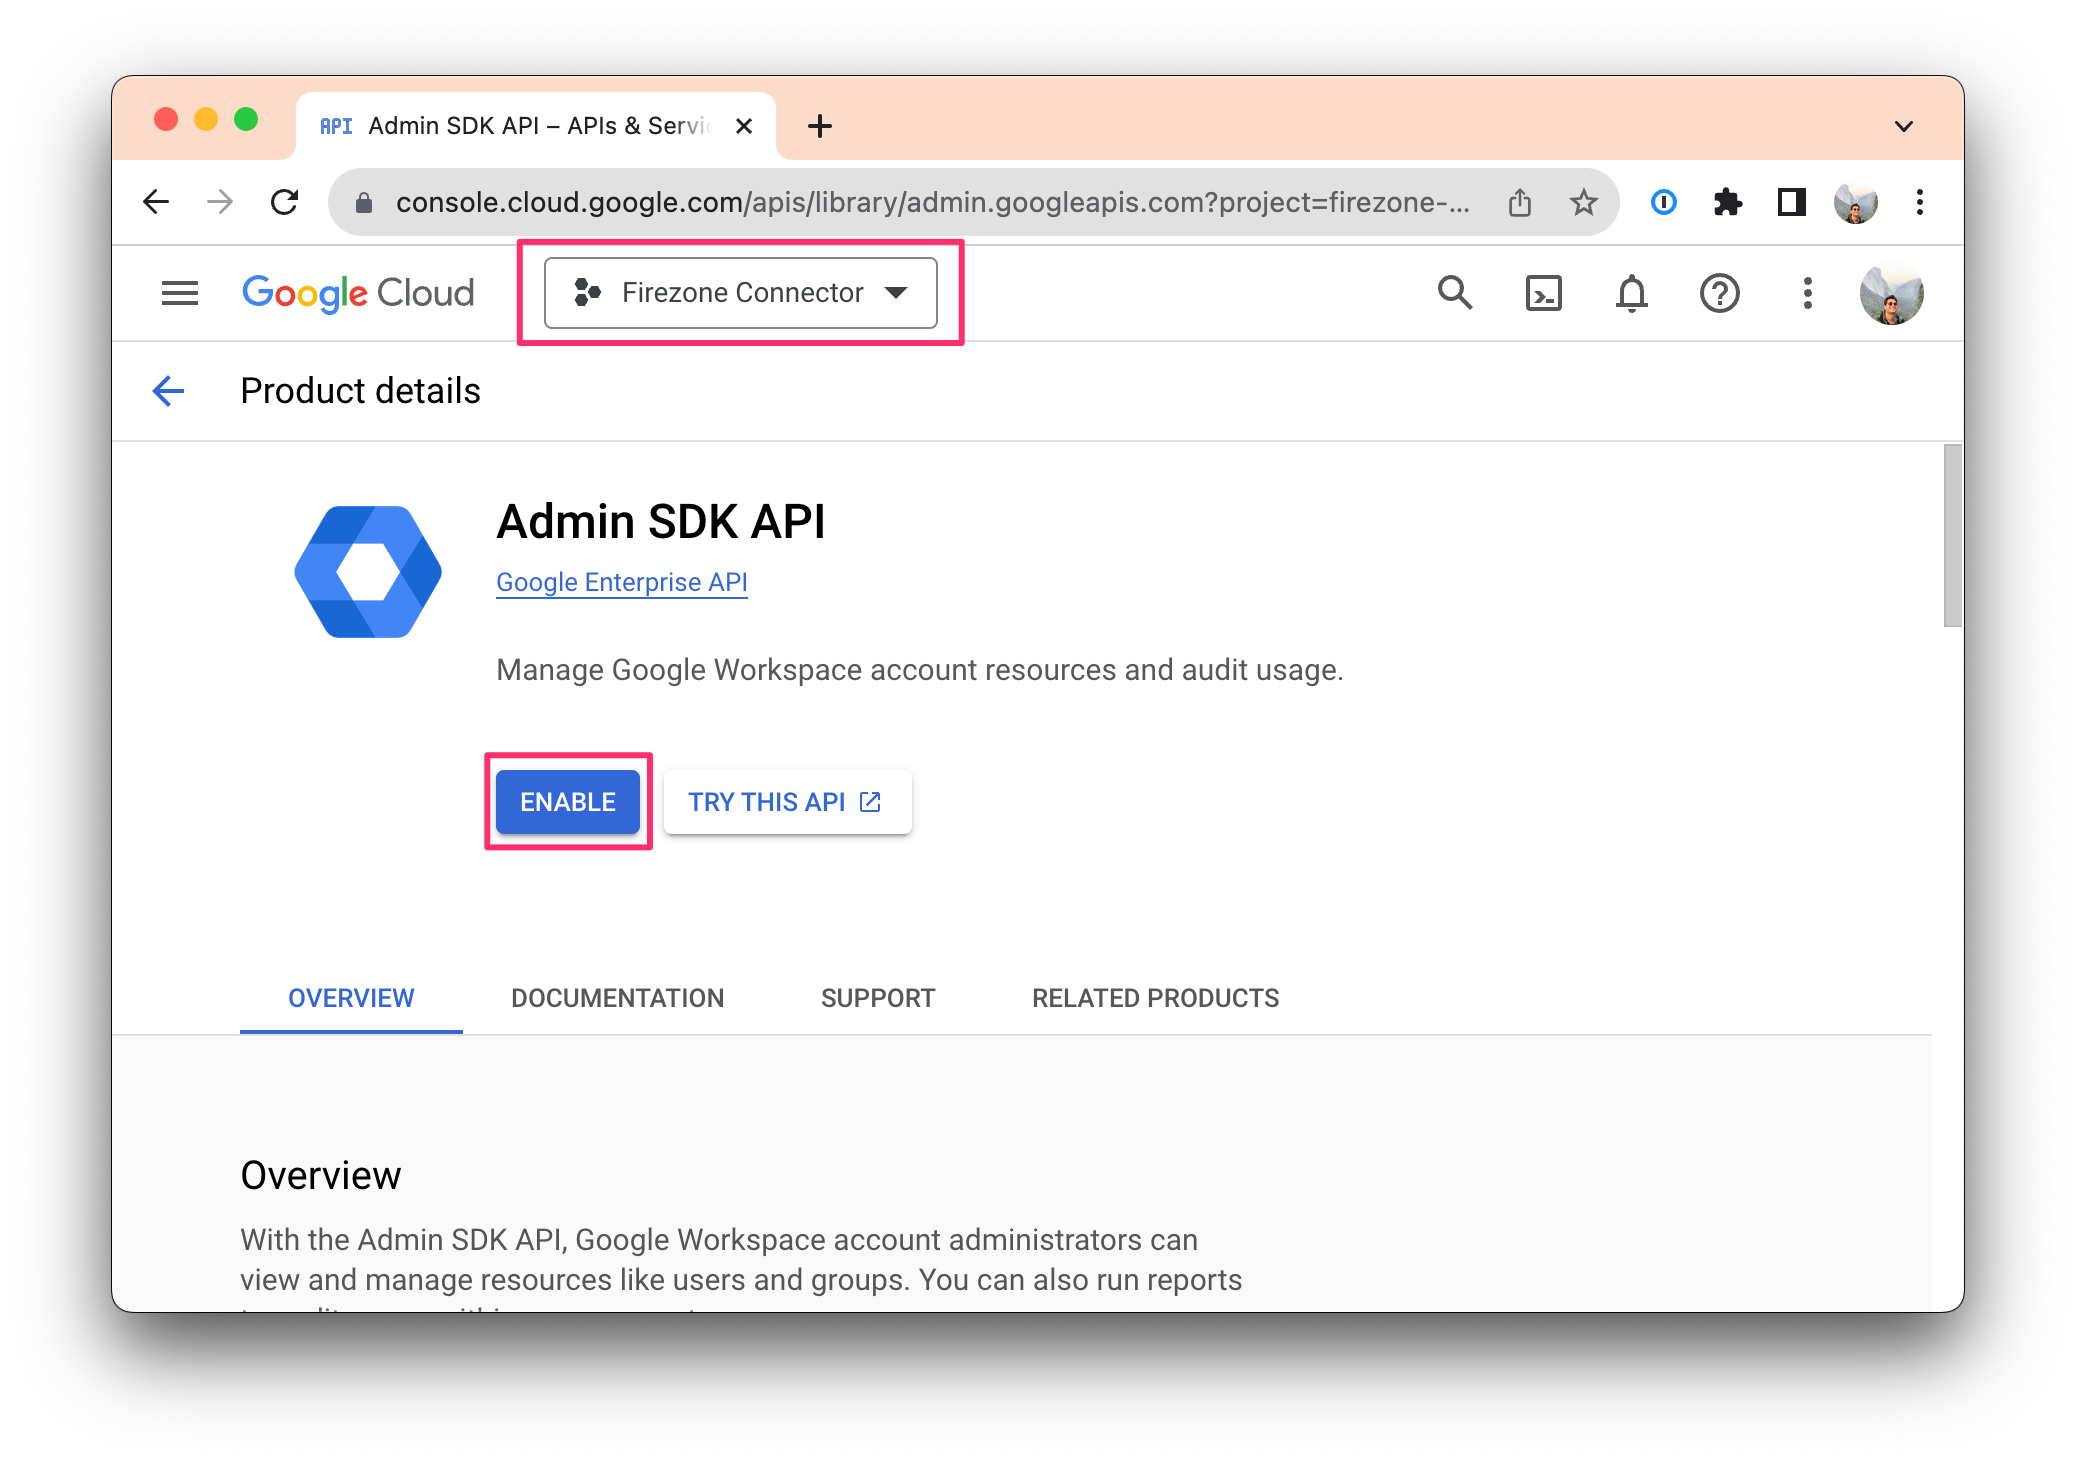 API Admin SDK API – APIs & Servi
console.cloud.google.com/apis/library/admin.googleapis.com?project=firezone-...
Google Cloud
Firezone Connector
Product details
Admin SDK API
Google Enterprise API
Manage Google Workspace account resources and audit usage.
ENABLE
TRY THIS API
OVERVIEW
DOCUMENTATION
SUPPORT
RELATED PRODUCTS
Overview
With the Admin SDK API, Google Workspace account administrators can
view and manage resources like users and groups. You can also run reports